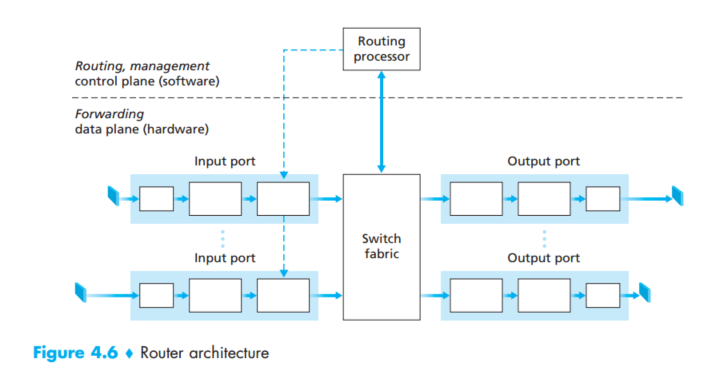 Routing
processor
Routing, management
control plane (software)
Forwarding
data plane (hardware)
Input port
Output port
Switch
fabric
Input port
Output port
Figure 4.6 ♦ Router architecture